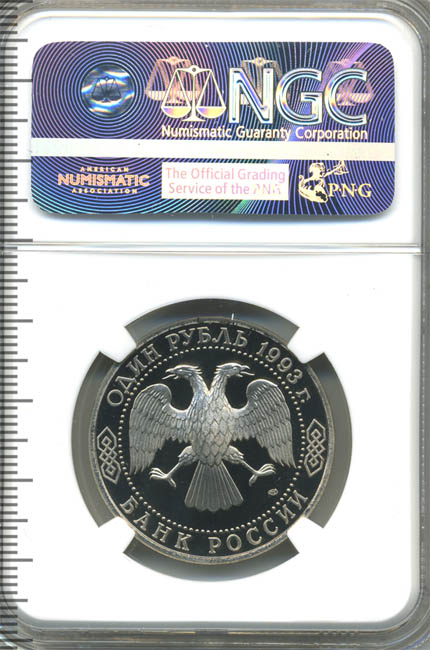 NGC
Numismatic Guaranty Corporation
AMERICAN
NUMISMATIC
ASSOCIATION
The Official Grading
Service of the PNG
PNG
ОДИН РУБЛЬ 1993 г.
БАНК РОССИИ